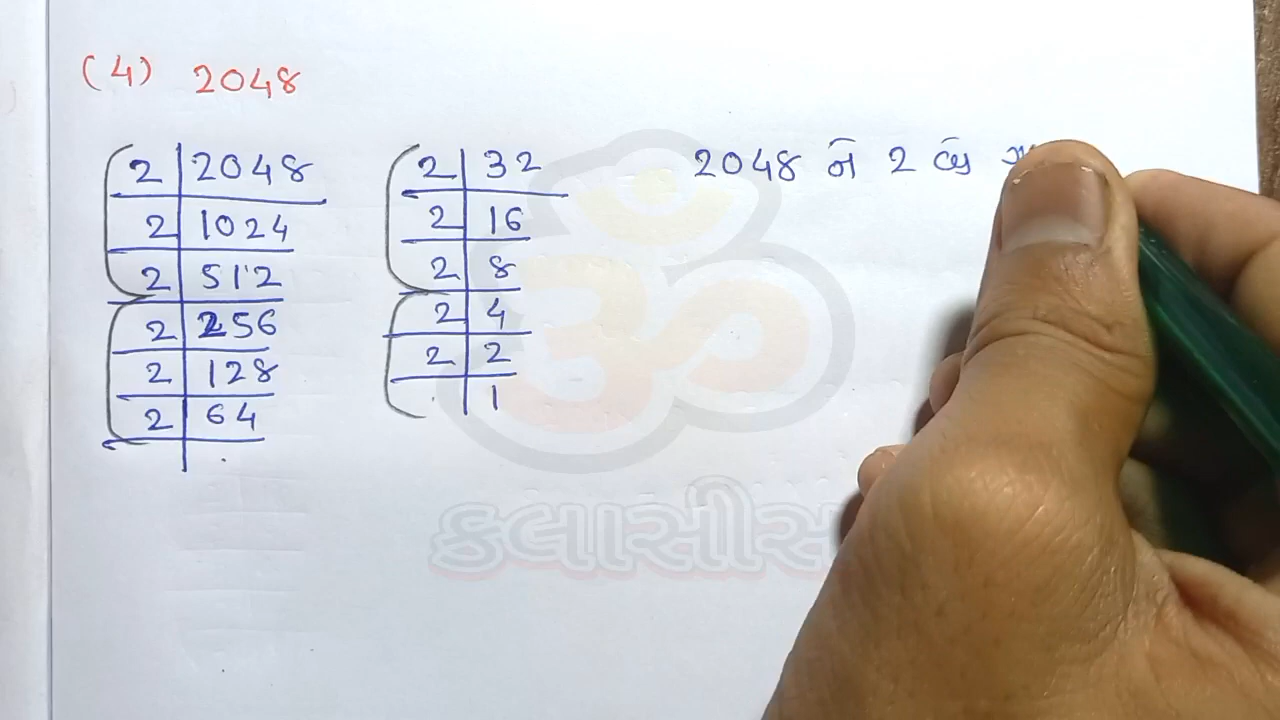 (4) 2048
2 | 2048
2 | 1024
2 | 512
2 | 256
2 | 128
2 | 64
2 | 32
2 | 16
2 | 8
2 | 4
2 | 2
1
2048 ને 2 વડે
ૐ
ક્લાસીસ